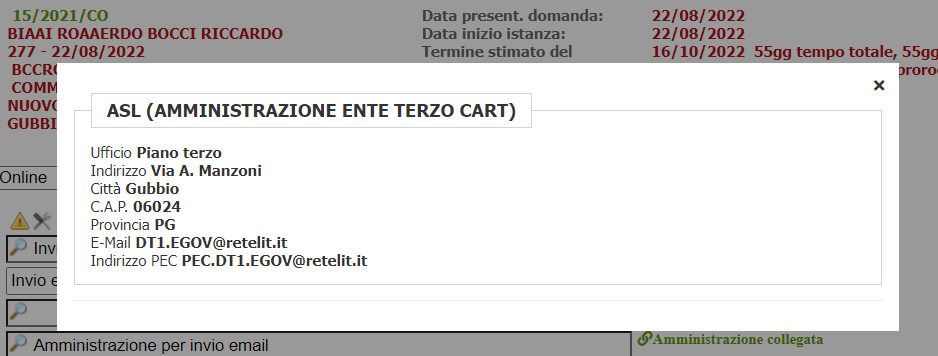 15/2021/CO
BIAAI ROAAERDO BOCCI RICCARDO
277 - 22/08/2022
BCCRO
COMM
NUOVO
GUBBI
Data present. domanda: 22/08/2022
Data inizio istanza: 22/08/2022
Termine stimato del 16/10/2022 55gg tempo totale, 55gg
proroc
×
ASL (AMMINISTRAZIONE ENTE TERZO CART)
Ufficio Piano terzo
Indirizzo Via A. Manzoni
Città Gubbio
C.A.P. 06024
Provincia PG
E-Mail DT1.EGOV@retelit.it
Indirizzo PEC PEC.DT1.EGOV@retelit.it
Online
Invi
Invio e
Amministrazione per invio email
Amministrazione collegata